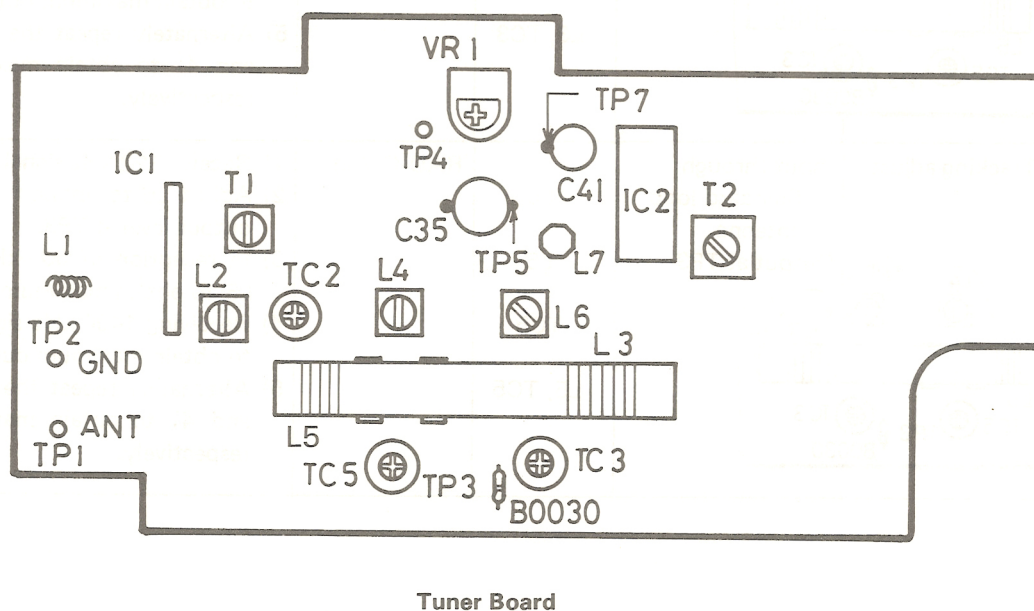 VR1
TP7
TP4
IC1
C41
T1
IC2
T2
C35
L1
TP5
L7
L2
TC2
L4
L6
TP2
GND
L3
ANT
TP1
L5
TC5
TP3
TC3
B0030
Tuner Board